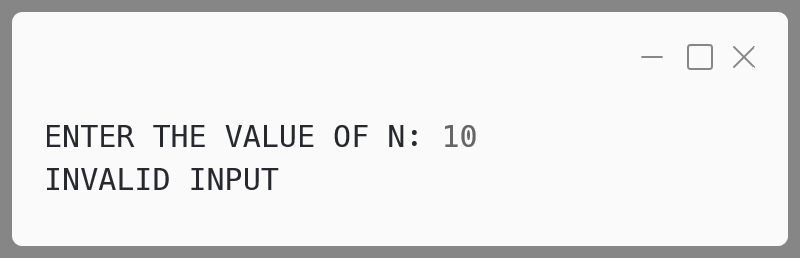 ENTER THE VALUE OF N: 10
INVALID INPUT